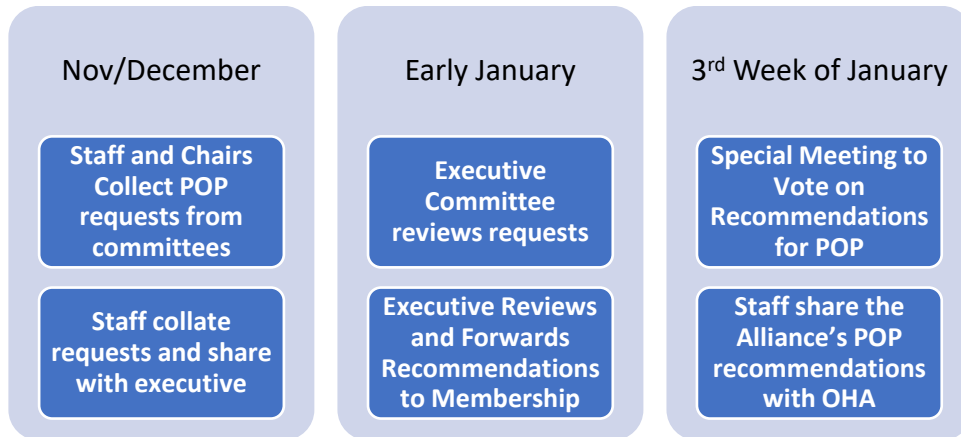 Nov/December
Staff and Chairs
Collect POP
requests from
committees
Staff collate
requests and share
with executive
Early January
Executive
Committee
reviews requests
Executive Reviews
and Forwards
Recommendations
to Membership
3rd Week of January
Special Meeting to
Vote on
Recommendations
for POP
Staff share the
Alliance’s POP
recommendations
with OHA